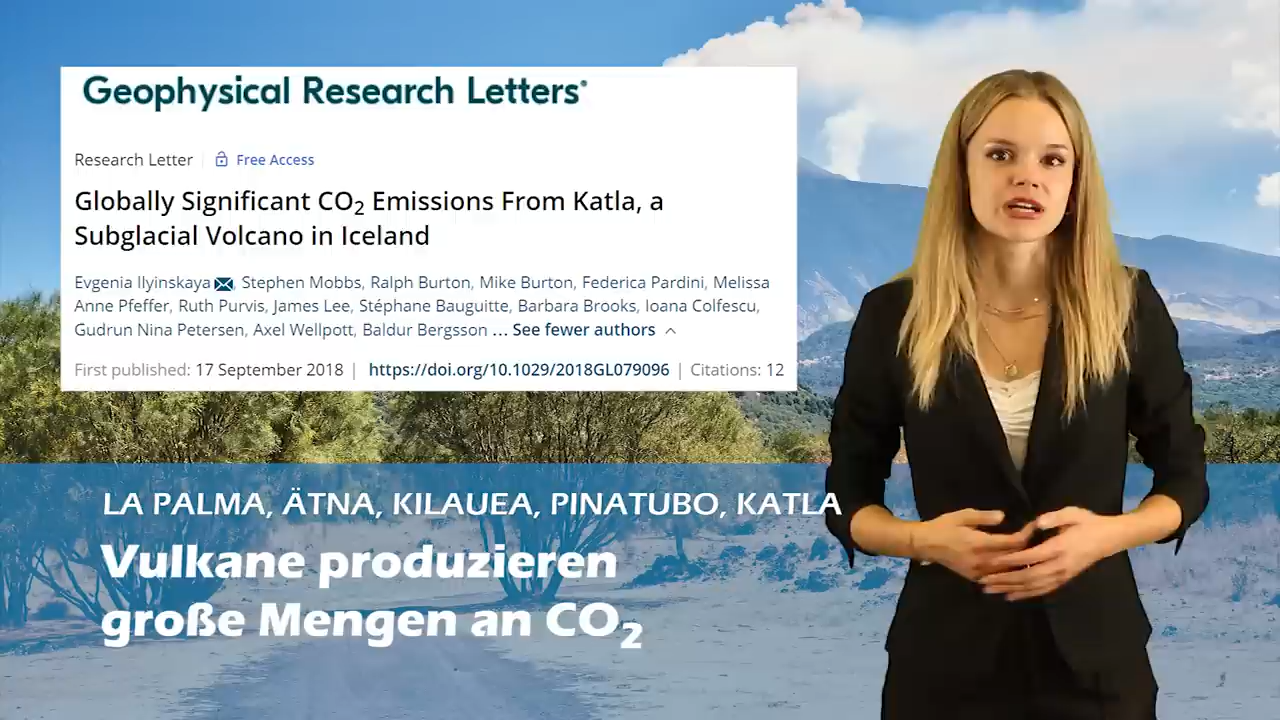 Geophysical Research Letters®
Research Letter | Free Access
Globally Significant CO₂ Emissions From Katla, a
Subglacial Volcano in Iceland
Evgenia Ilyinskaya, Stephen Mobbs, Ralph Burton, Mike Burton, Federica Pardini, Melissa
Anne Pfeffer, Ruth Purvis, James Lee, Stéphane Bauguitte, Barbara Brooks, Ioana Colfescu,
Gudrun Nina Petersen, Axel Wellpott, Baldur Bergsson ... See fewer authors
First published: 17 September 2018 | https://doi.org/10.1029/2018GL079096 | Citations: 12
LA PALMA, ÄTNA, KILAUEA, PINATUBO, KATLA
Vulkane produzieren
große Mengen an CO₂